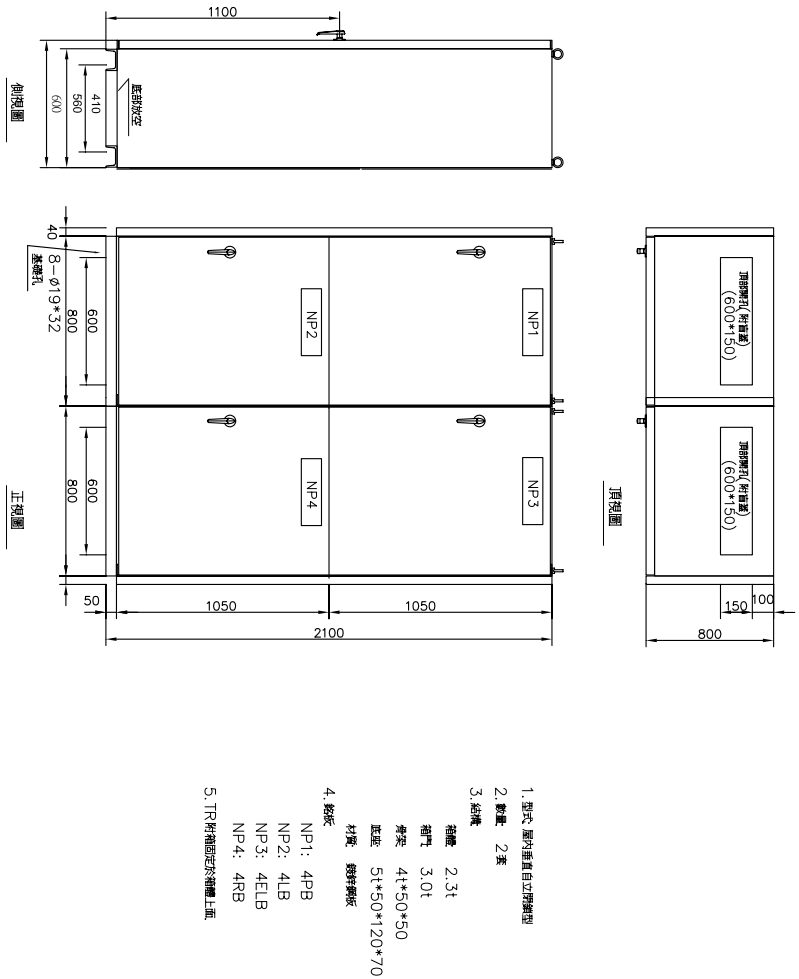 1100
底部放空
410
560
600
側視圖
NP1
NP2
NP3
NP4
40
8-φ19*32
基礎孔
600
800
600
800
50
1050
1050
2100
正視圖
頂部開孔(附盲蓋)
(600*150)
頂部開孔(附盲蓋)
(600*150)
150
100
800
頂視圖
1. 型式: 屋內垂直自立閉鎖型
2. 數量: 2套
3. 結構:
箱體: 2.3t
箱門: 3.0t
骨架: 4t*50*50
底座: 5t*50*120*70
材質: 鍍鋅鋼板
4. 銘板
NP1: 4PB
NP2: 4LB
NP3: 4ELB
NP4: 4RB
5. TR附箱固定於箱體上面.